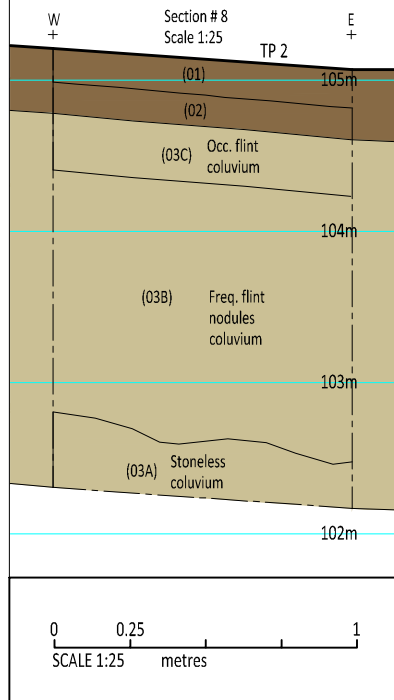 Section # 8
Scale 1:25
W
E
TP 2
(01)
105m
(02)
(03C)
Occ. flint
coluvium
104m
(03B)
Freq. flint
nodules
coluvium
103m
(03A)
Stoneless
coluvium
102m
0 0.25 1
SCALE 1:25 metres